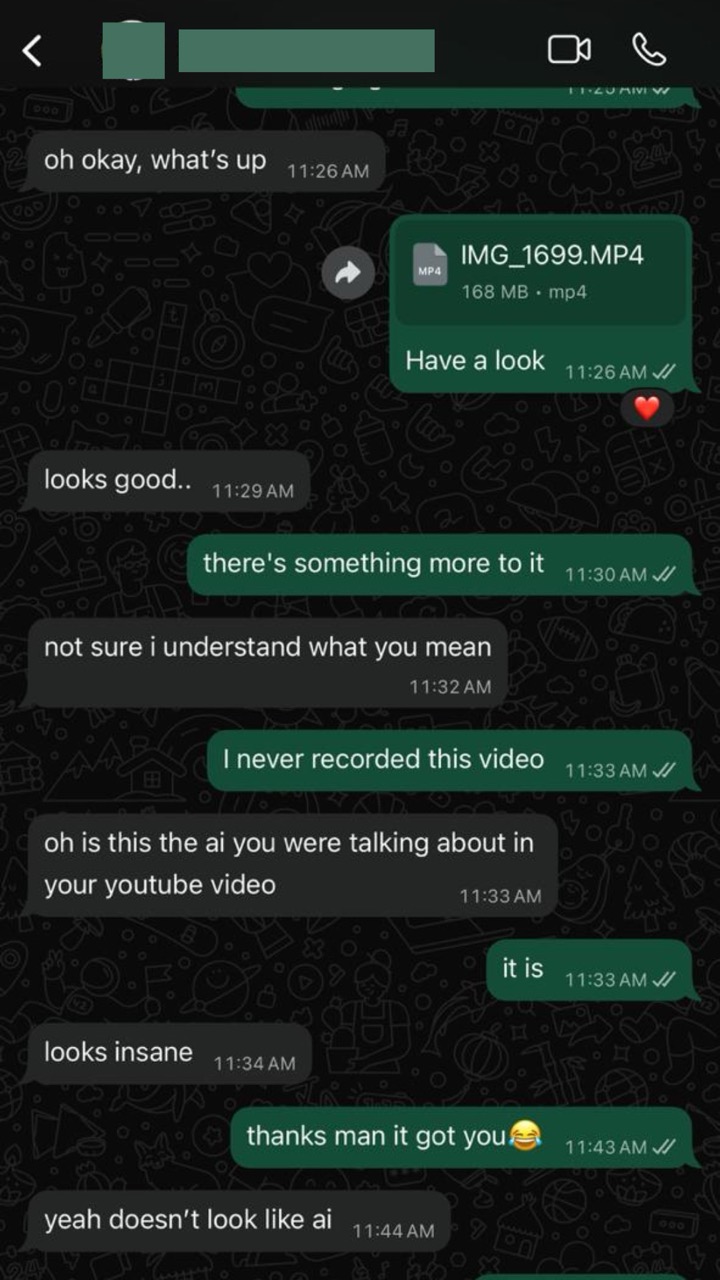 11:25 AM
oh okay, what's up 11:26 AM
MP4
IMG_1699.MP4
168 MB • mp4
Have a look 11:26 AM
looks good.. 11:29 AM
there's something more to it 11:30 AM
not sure i understand what you mean
11:32 AM
I never recorded this video 11:33 AM
oh is this the ai you were talking about in
your youtube video 11:33 AM
it is 11:33 AM
looks insane 11:34 AM
thanks man it got you😂 11:43 AM
yeah doesn't look like ai 11:44 AM